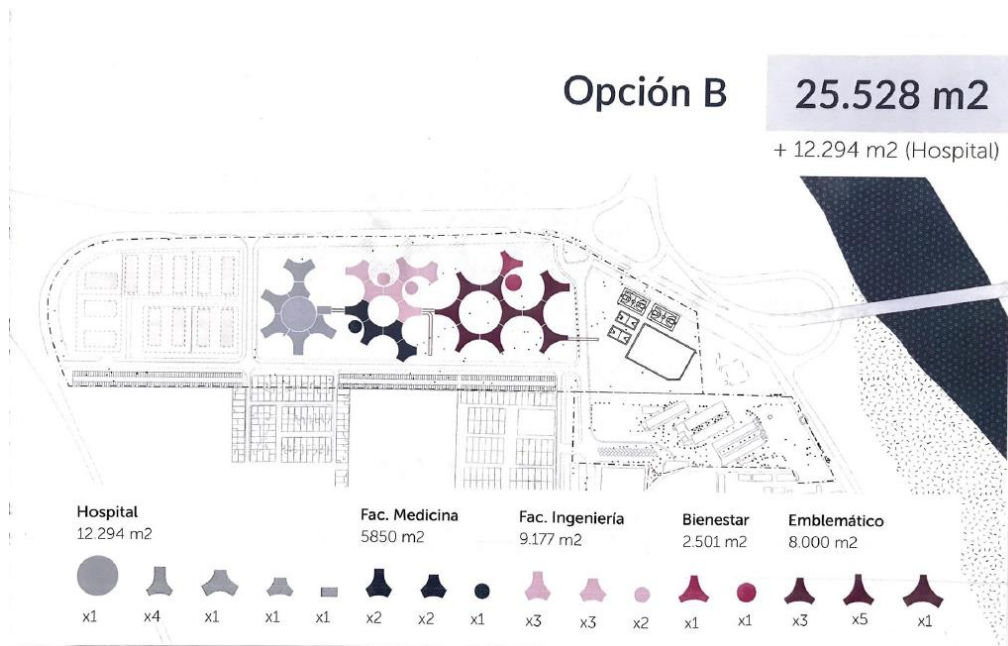 Opción B
25.528 m2
+ 12.294 m2 (Hospital)
Hospital
12.294 m2
Fac. Medicina
5850 m2
Fac. Ingeniería
9.177 m2
Bienestar
2.501 m2
Emblemático
8.000 m2
x1 x4 x1 x1 x1 x2 x2 x1 x3 x3 x2 x1 x1 x3 x5 x1